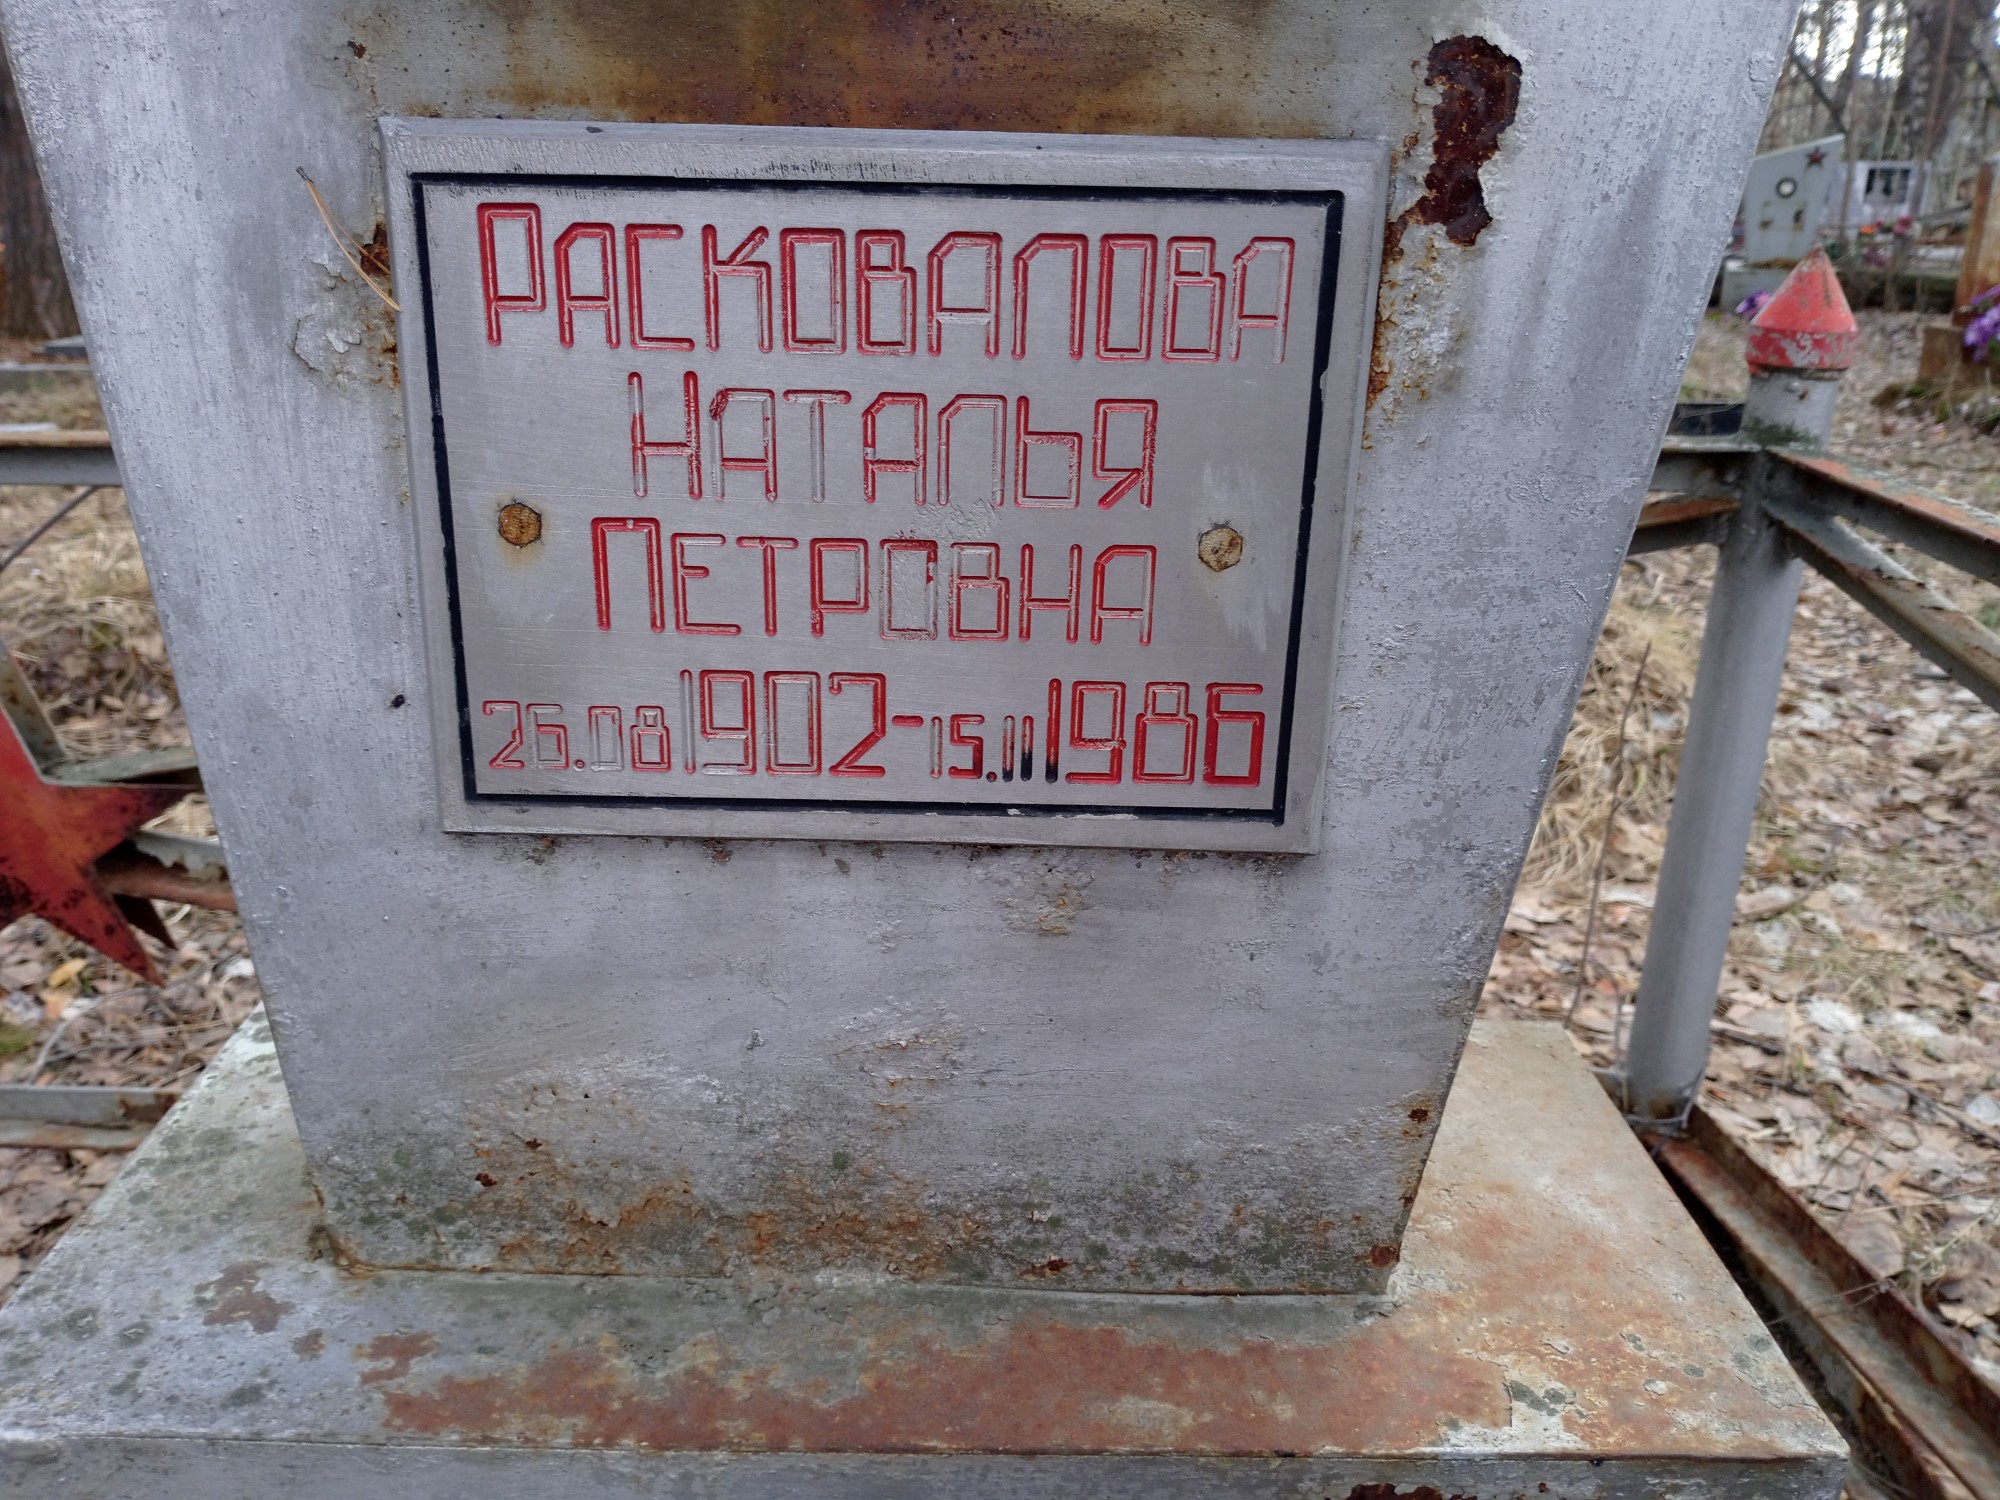 Расковалова
Наталья
Петровна
26.08 1902-15.11 1986